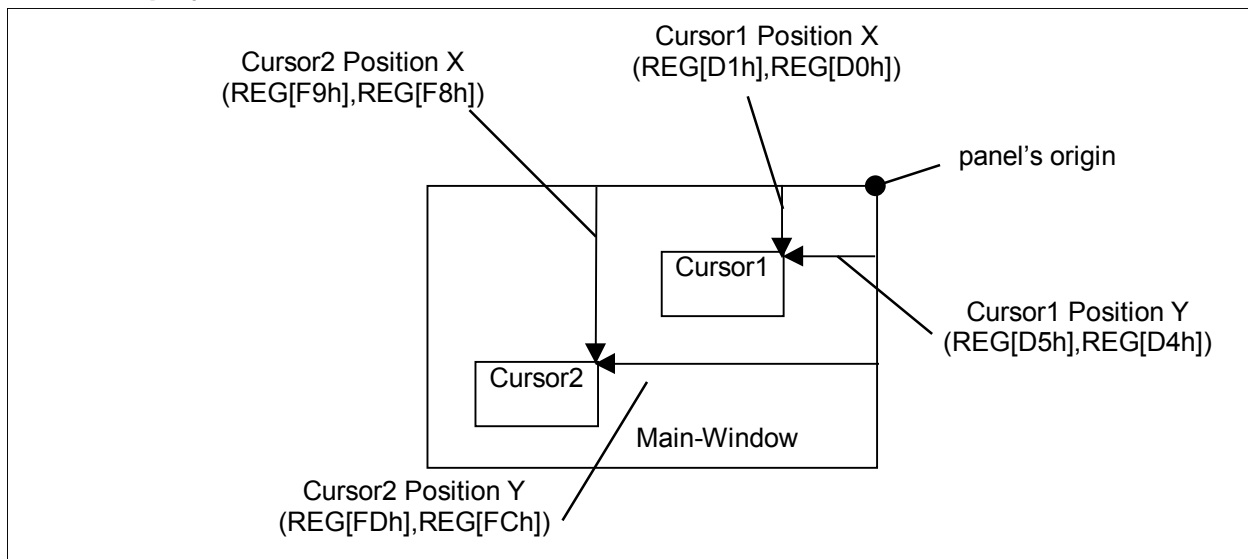 Cursor1 Position X
(REG[D1h],REG[D0h])
Cursor2 Position X
(REG[F9h],REG[F8h])
panel's origin
Cursor1
Cursor1 Position Y
(REG[D5h],REG[D4h])
Cursor2
Main-Window
Cursor2 Position Y
(REG[FDh],REG[FCh])